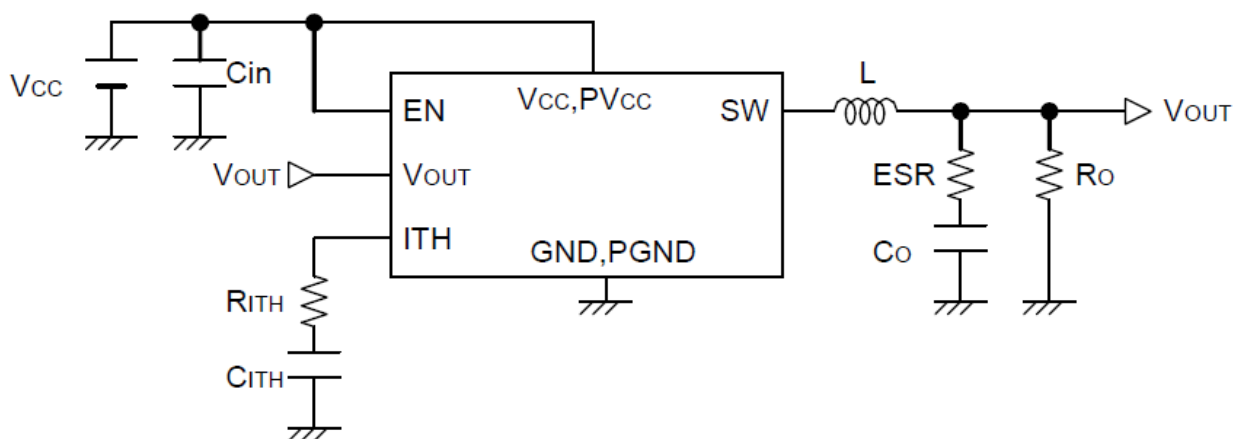 VCC
Cin
EN
VCC,PVCC
SW
L
VOUT
VOUT
VOUT
ESR
RO
ITH
GND,PGND
CO
RITH
CITH